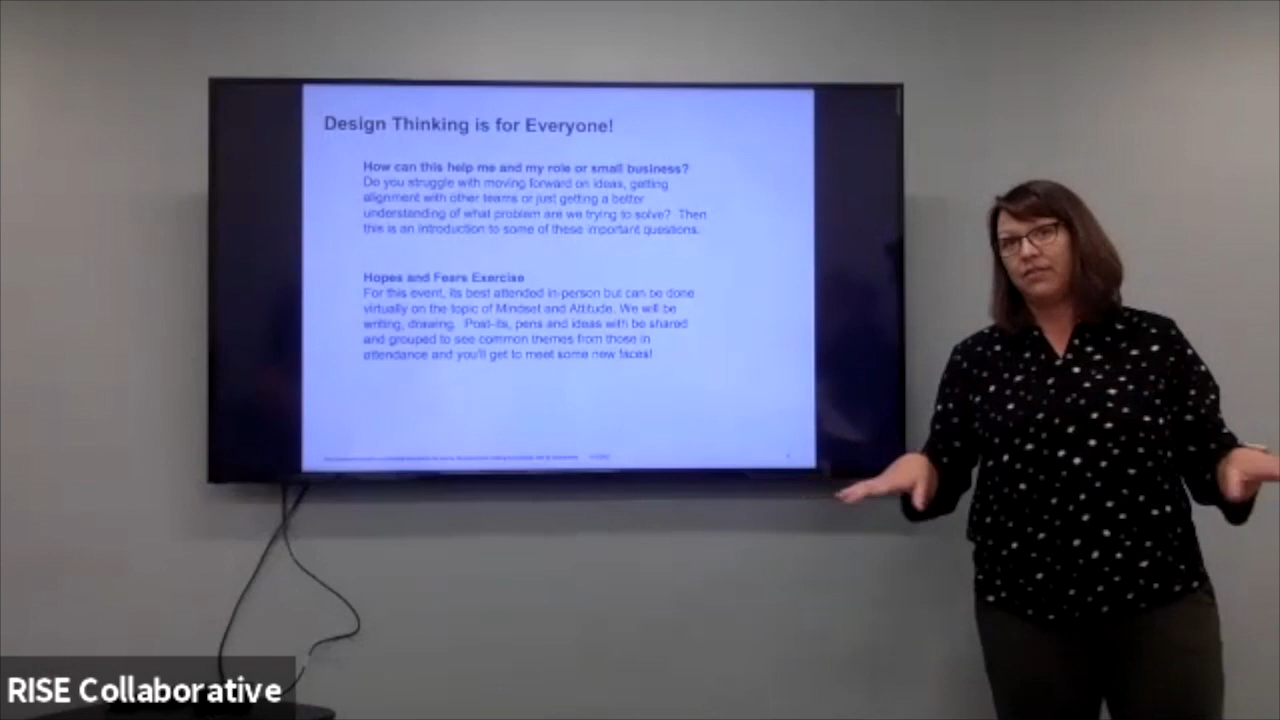 Design Thinking is for Everyone!
How can this help me and my role or small business?
Do you struggle with moving forward on ideas, getting
alignment with other teams or just getting a better
understanding of what problem are we trying to solve? Then
this is an introduction to some of these important questions.
Hopes and Fears Exercise
For this event, its best attended in-person but can be done
virtually on the topic of Mindset and Attitude. We will be
writing, drawing. Post-its, pens and ideas with be shared
and grouped to see common themes from those in
attendance and you'll get to meet some new faces!
RISE Collaborative